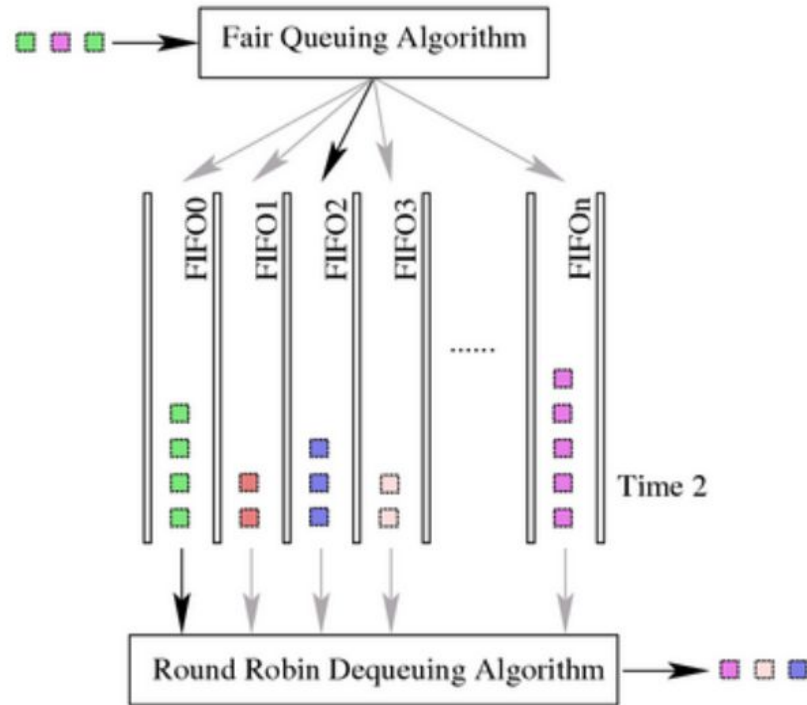 Fair Queuing Algorithm
FIFO0
FIFO1
FIFO2
FIFO3
FIFOn
......
Time 2
Round Robin Dequeuing Algorithm